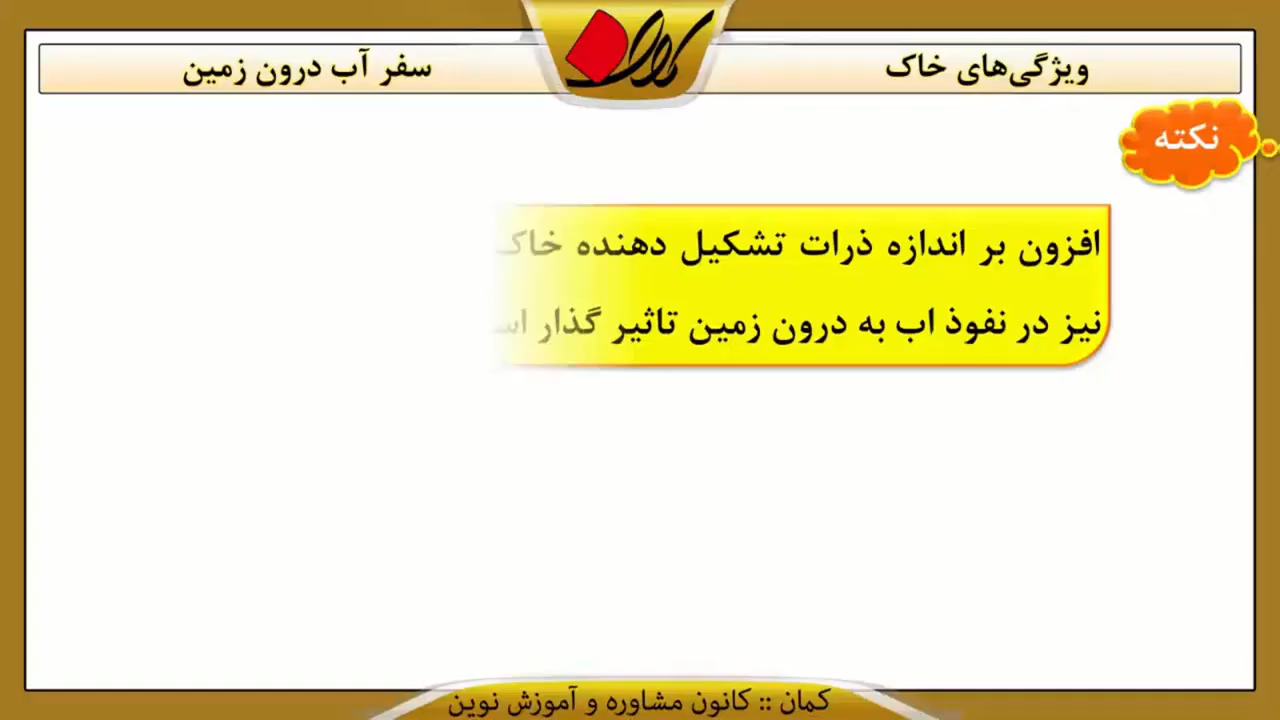 ویژگی‌های خاک
سفر آب درون زمین
نکته
افزون بر اندازه ذرات تشکیل دهنده خاک
نیز در نفوذ اب به درون زمین تاثیر گذار
کمان :: کانون مشاوره و آموزش نوین